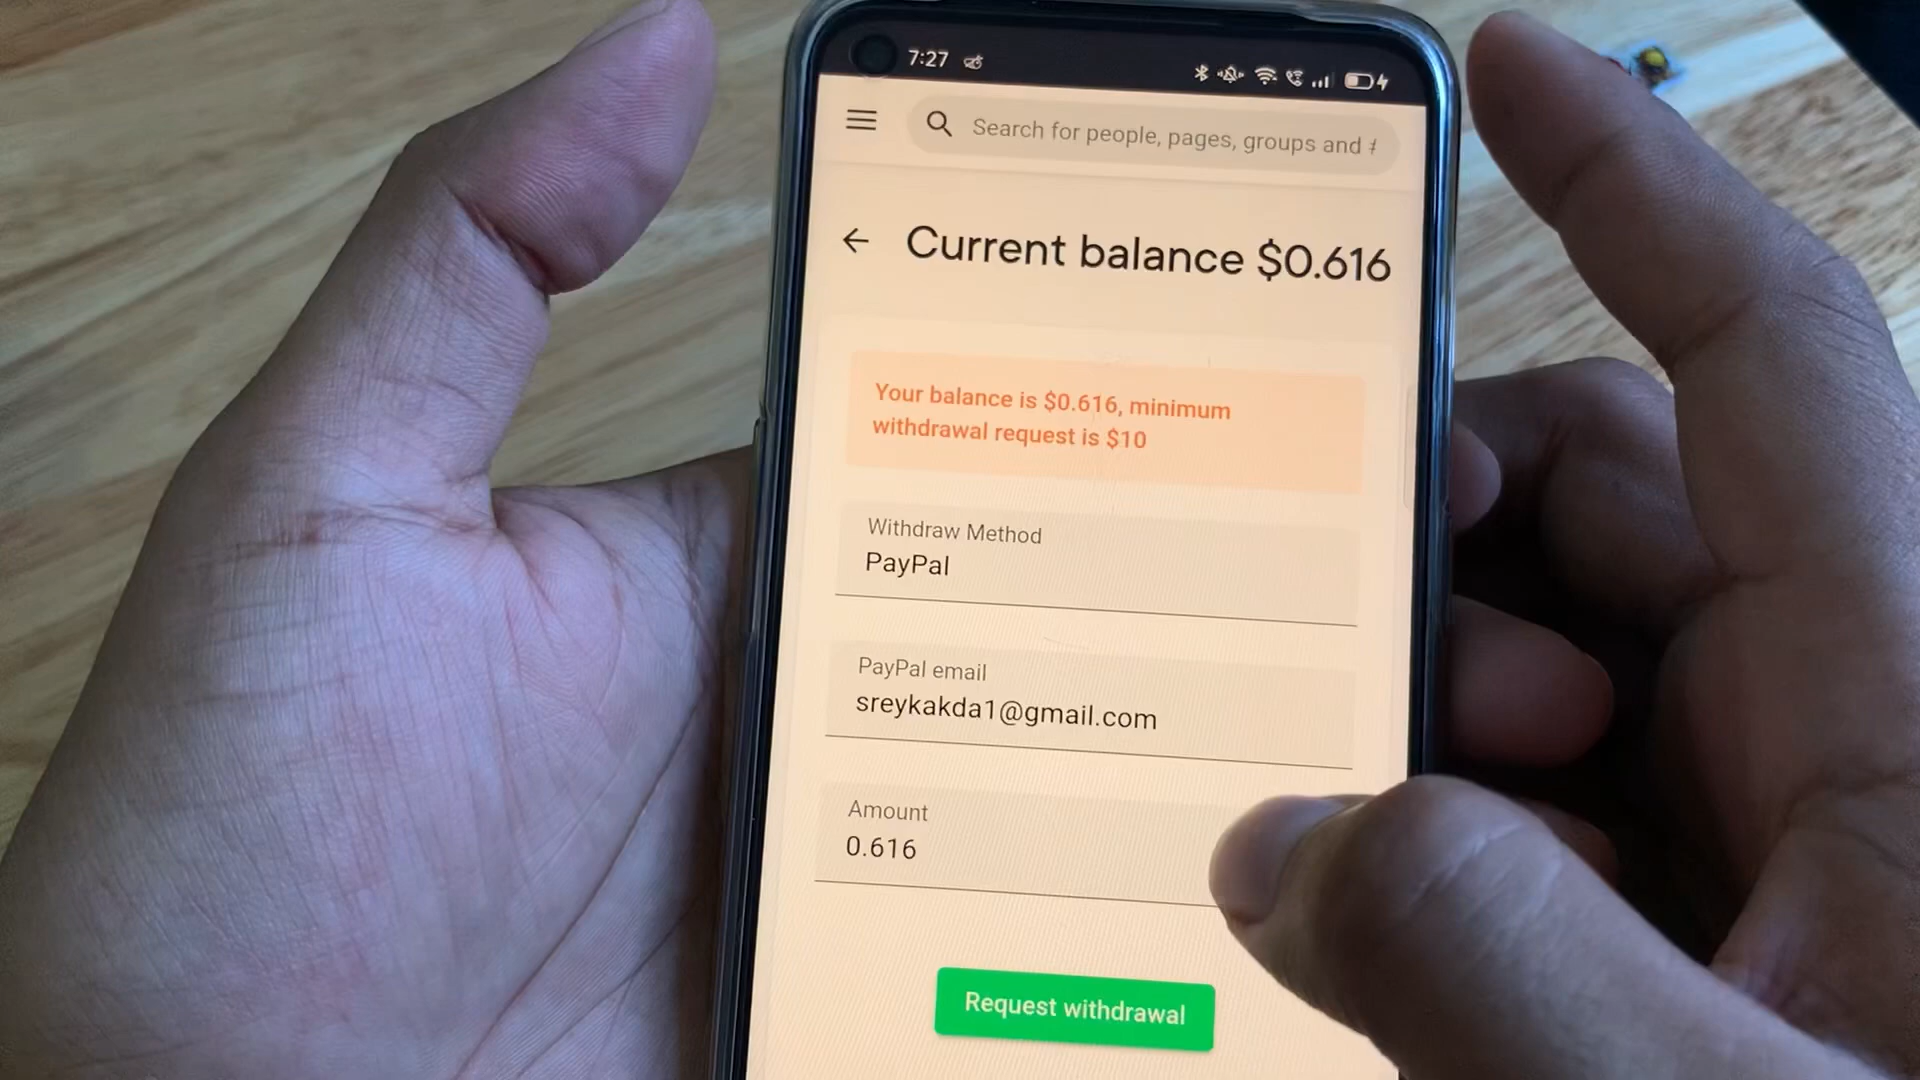 7:27
Search for people, pages, groups and #
Current balance $0.616
Your balance is $0.616, minimum
withdrawal request is $10
Withdraw Method
PayPal
PayPal email
sreykakda1@gmail.com
Amount
0.616
Request withdrawal